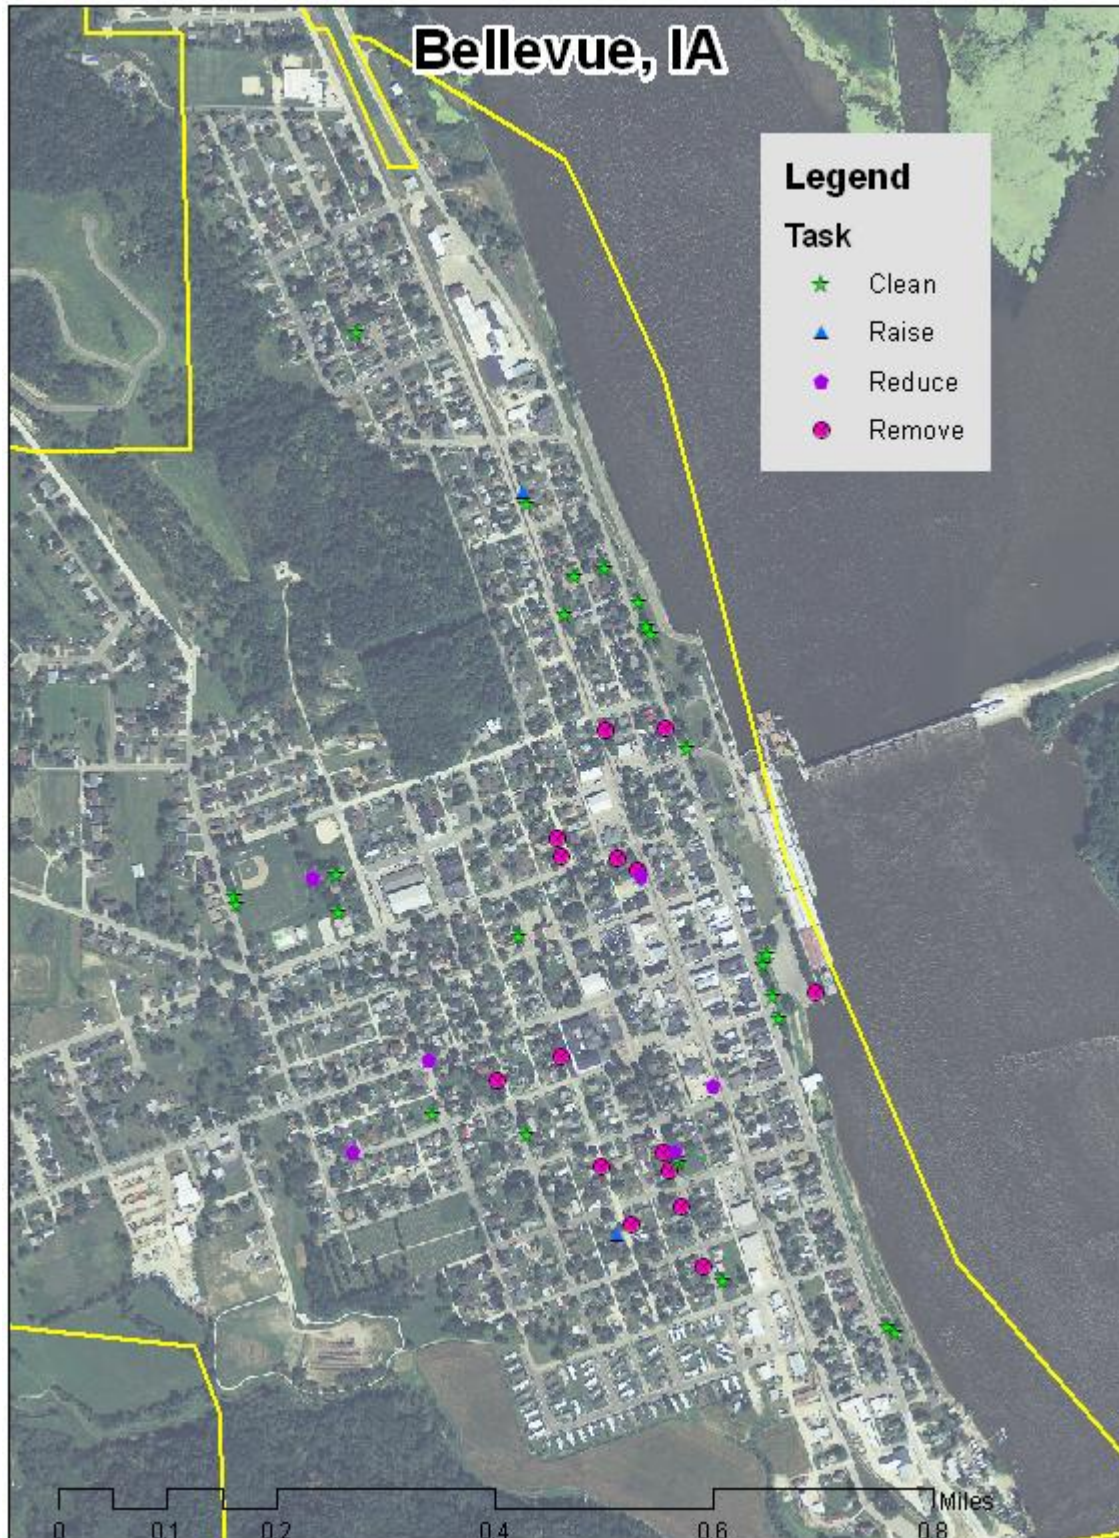 Bellevue, IA
Legend
Task
Clean
Raise
Reduce
Remove
Miles
0 0.1 0.2 0.4 0.6 0.8